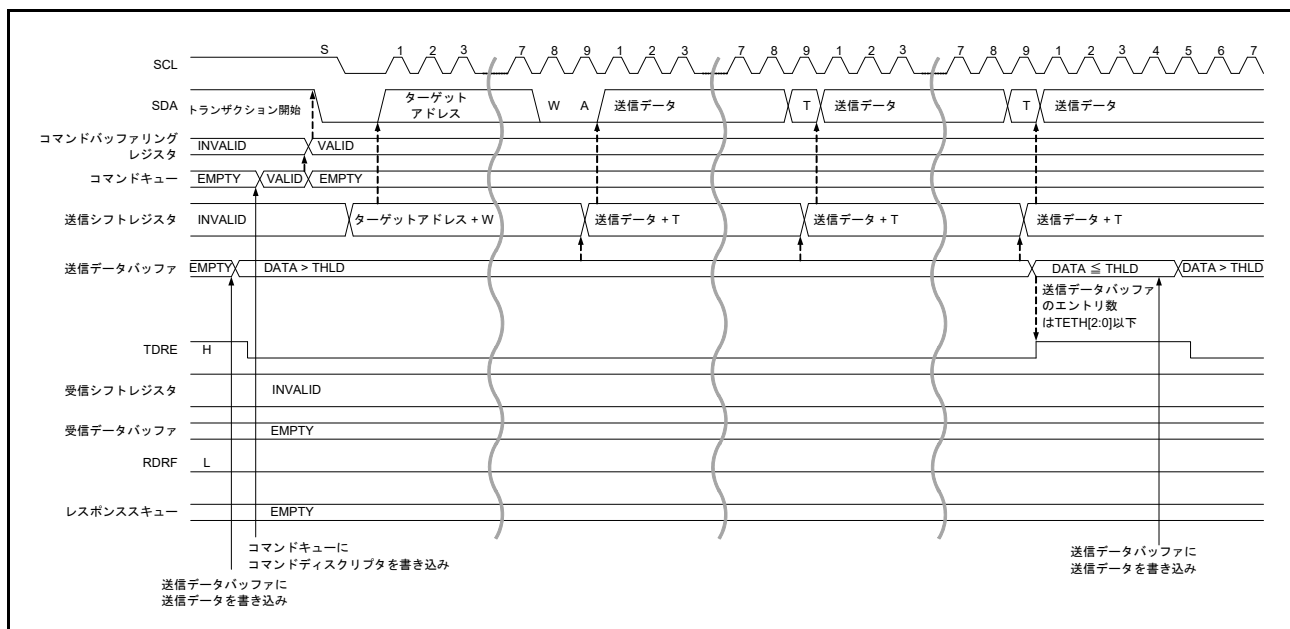 S 1 2 3 7 8 9 1 2 3 7 8 9 1 2 3 7 8 9 1 2 3 4 5 6 7
SCL
SDA トランザクション開始 ターゲット
アドレス W A 送信データ T 送信データ T 送信データ
コマンドバッファリング
レジスタ INVALID VALID
コマンドキュー EMPTY VALID EMPTY
送信シフトレジスタ INVALID ターゲットアドレス + W 送信データ + T 送信データ + T 送信データ + T
送信データバッファ EMPTY DATA > THLD DATA ≦ THLD DATA > THLD
送信データバッファ
のエントリ数
はTETH[2:0]以下
TDRE H
受信シフトレジスタ INVALID
受信データバッファ EMPTY
RDRF L
レスポンススキュー EMPTY
コマンドキューに
コマンドディスクリプタを書き込み
送信データバッファに
送信データを書き込み
送信データバッファに
送信データを書き込み